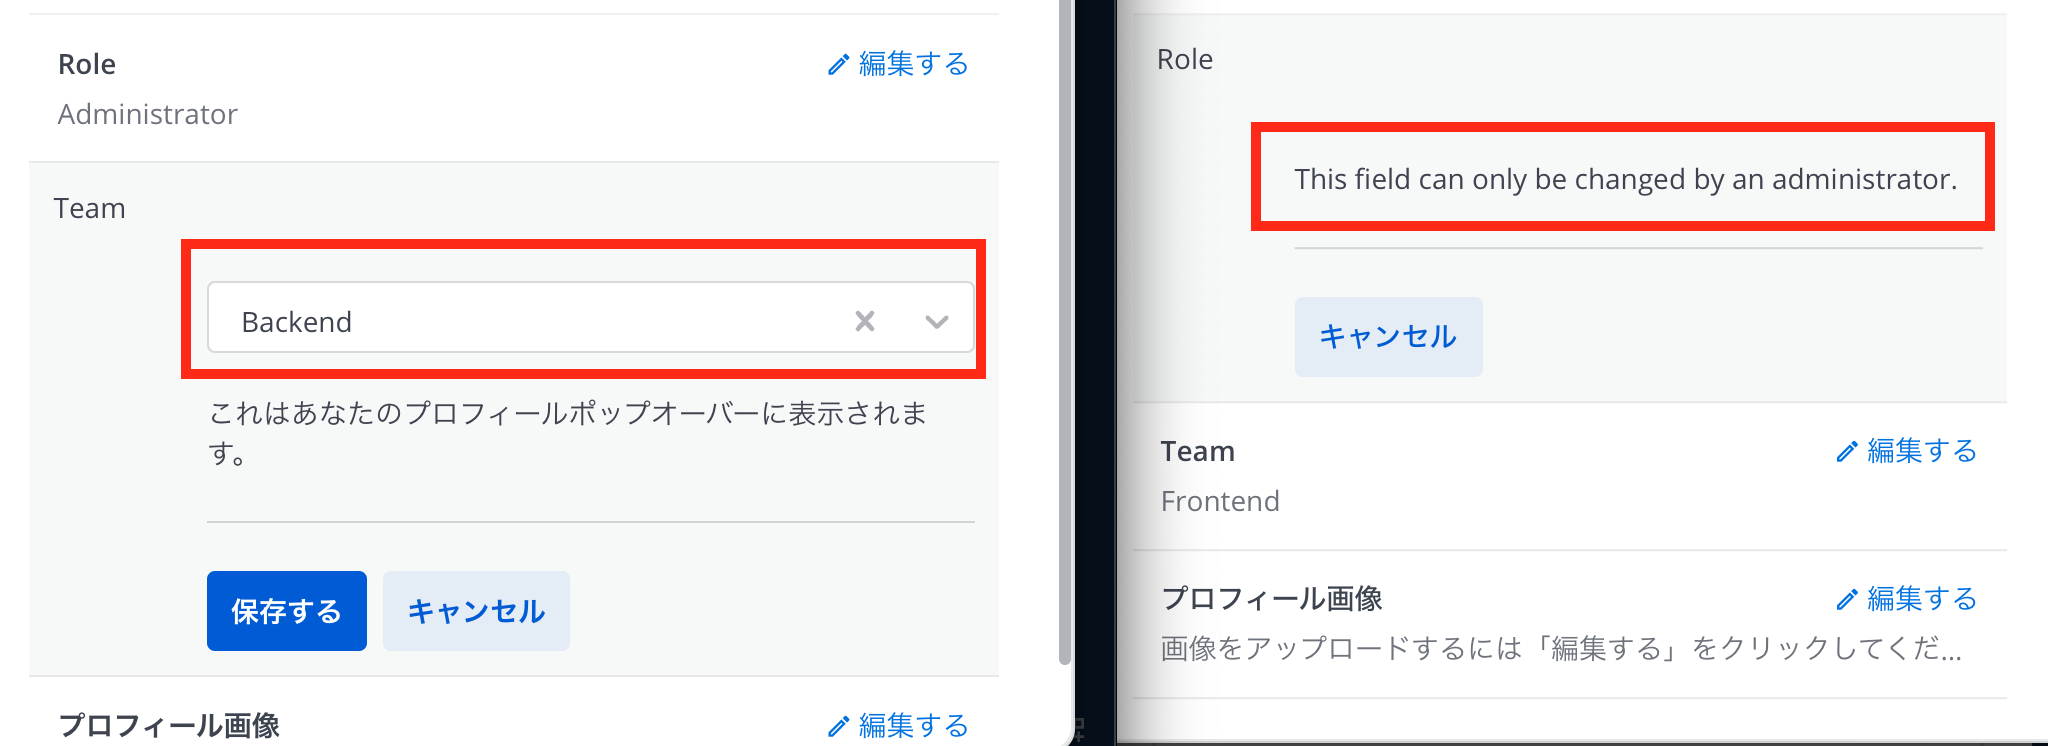 Role
編集する
Administrator
Team
Backend
これはあなたのプロフィールポップオーバーに表示されま
す。
保存する
キャンセル
プロフィール画像
編集する
Role
This field can only be changed by an administrator.
キャンセル
Team
編集する
Frontend
プロフィール画像
編集する
画像をアップロードするには「編集する」をクリックしてくだ...